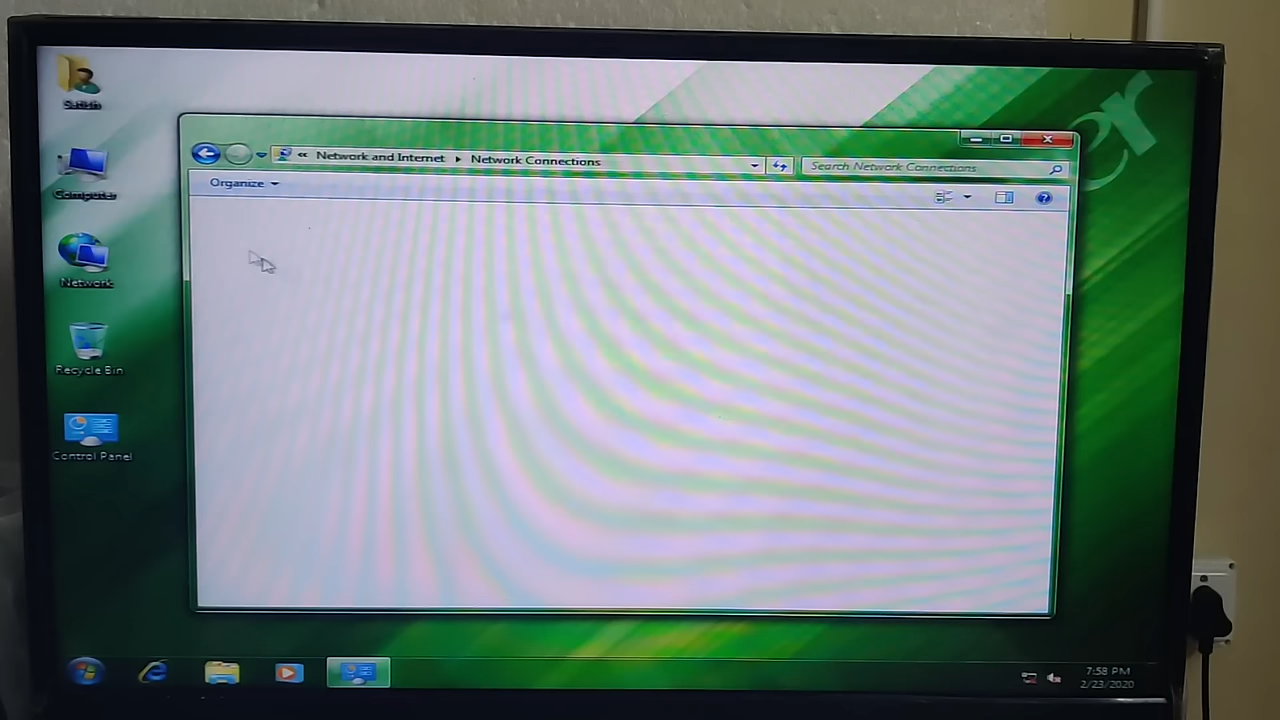 Satish
Computer
Network
Recycle Bin
Control Panel
« Network and Internet ▸ Network Connections
Search Network Connections
Organize
er
7:58 PM
2/23/2020